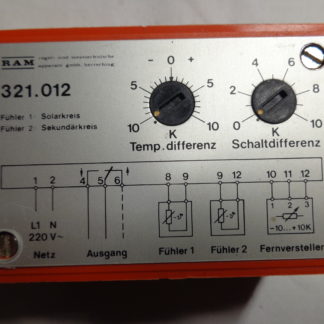 RAM
regel- und messtechnische
apparate gmbh, herrsching
321.012
Fühler 1: Solarkreis
Fühler 2: Sekundärkreis
- 0 +
10 10
K
Temp.differenz
0 2 4 6 8 10
K
Schaltdifferenz
1 2 4 5 6 8 9 9 12 10 11 12
1 2 3
L1 N
220 V~
-10...+10K
Netz Ausgang Fühler 1 Fühler 2 Fernversteller